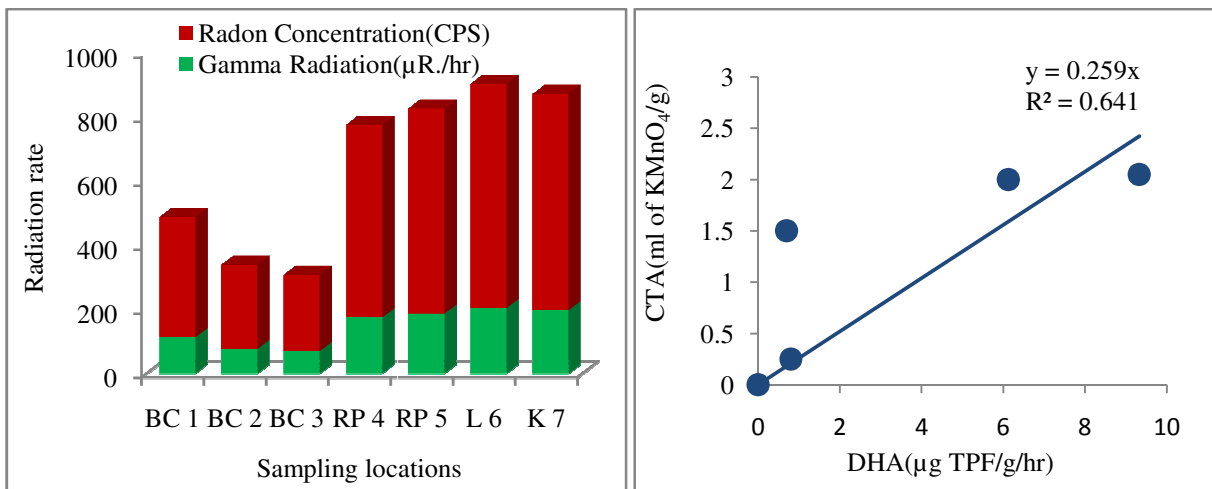 Radon Concentration(CPS)
Gamma Radiation(µR./hr)
1000
800
600
400
200
0
Radiation rate
BC 1 BC 2 BC 3 RP 4 RP 5 L 6 K 7
Sampling locations
y = 0.259x
R² = 0.641
3
2.5
2
1.5
1
0.5
0
CTA(ml of KMnO₄/g)
0 2 4 6 8 10
DHA(µg TPF/g/hr)